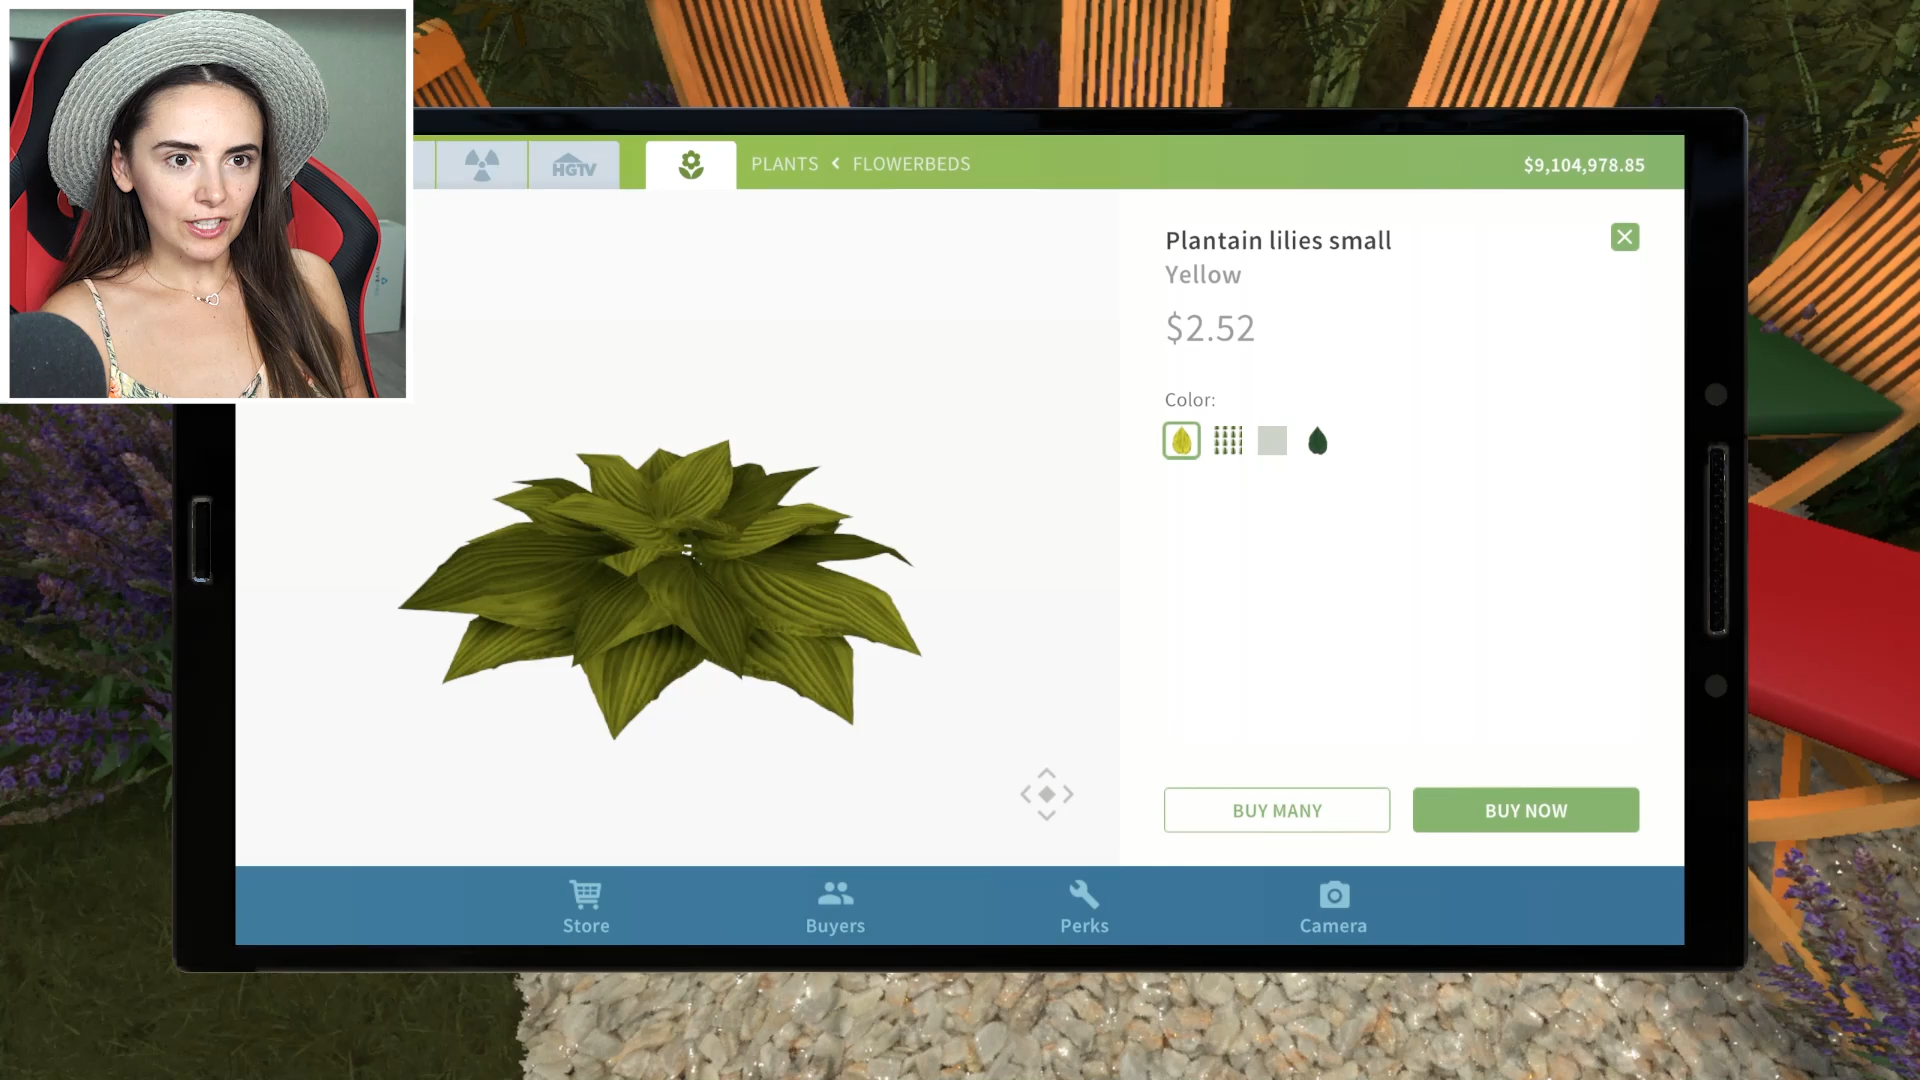 HGTV
PLANTS < FLOWERBEDS
$9,104,978.85
Plantain lilies small
Yellow
$2.52
Color:
BUY MANY
BUY NOW
Store
Buyers
Perks
Camera